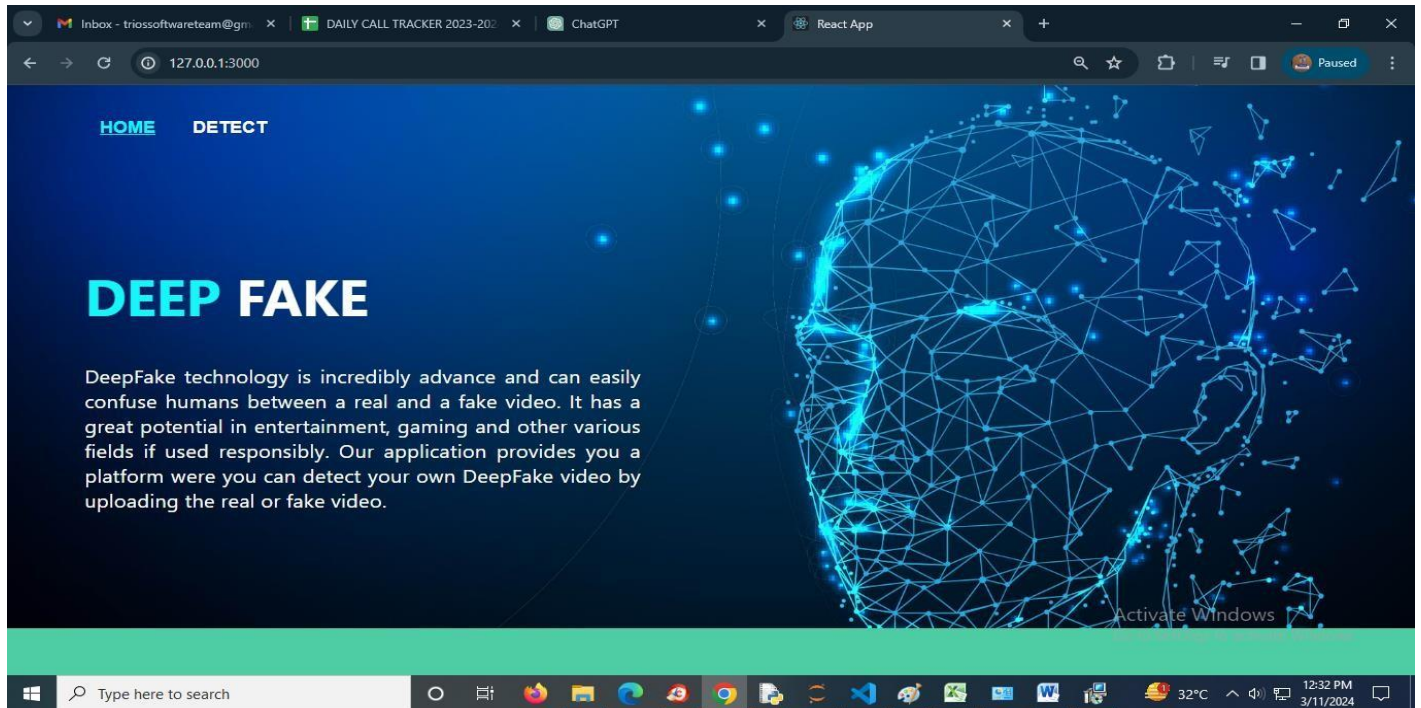 Inbox - triossoftwareteam@gm
DAILY CALL TRACKER 2023-202
ChatGPT
React App
127.0.0.1:3000
Paused
HOME
DETECT
DEEP FAKE
DeepFake technology is incredibly advance and can easily
confuse humans between a real and a fake video. It has a
great potential in entertainment, gaming and other various
fields if used responsibly. Our application provides you a
platform were you can detect your own DeepFake video by
uploading the real or fake video.
Activate Windows
Type here to search
32°C
12:32 PM
3/11/2024